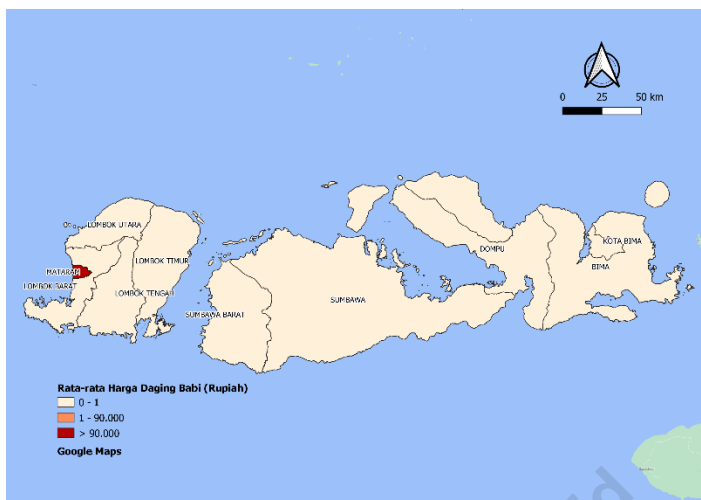 0 25 50 km
LOMBOK UTARA
LOMBOK TIMUR
MATARAM
LOMBOK BARAT
LOMBOK TENGAH
SUMBAWA BARAT
SUMBAWA
DOMPU
KOTA BIMA
BIMA
Rata-rata Harga Daging Babi (Rupiah)
0 - 1
1 - 90.000
> 90.000
Google Maps